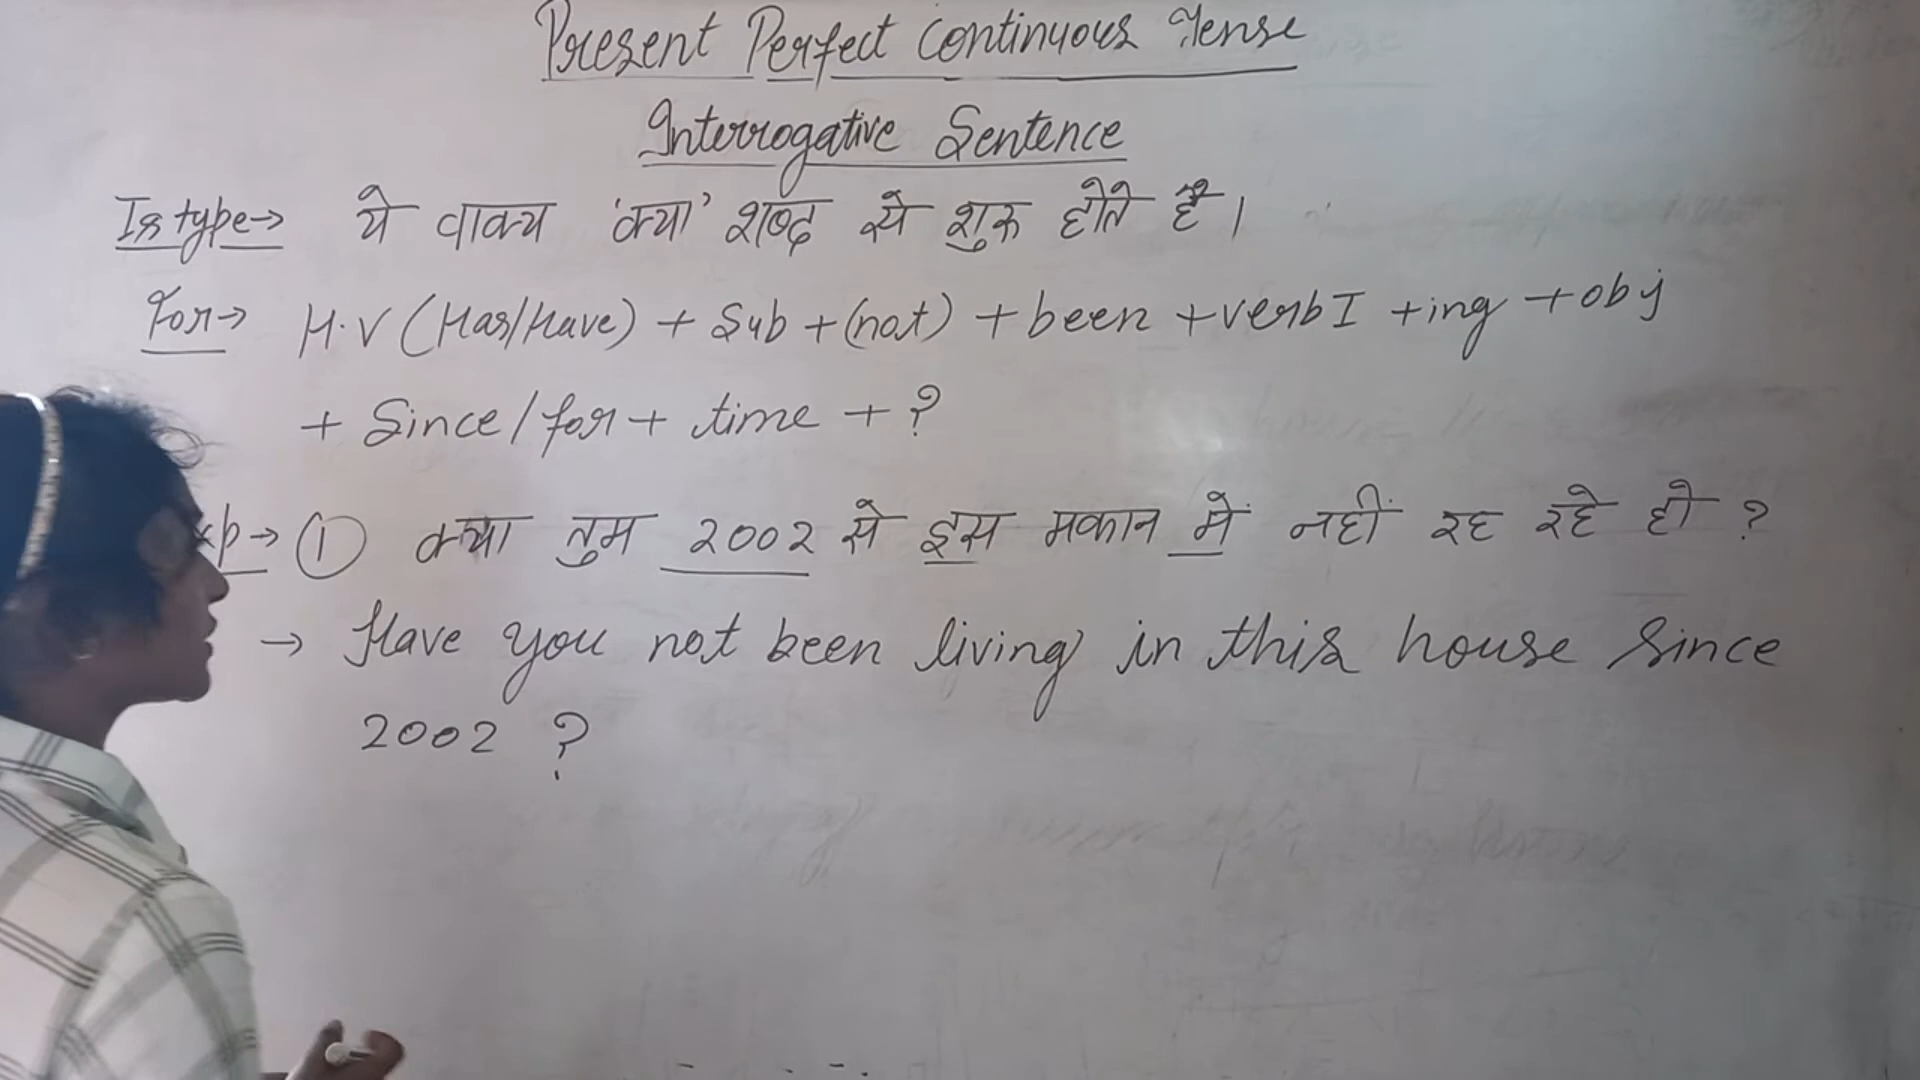 Present Perfect Continuous Tense
Interrogative Sentence
Is type→ ये वाक्य 'क्या' शब्द से शुरू होते हैं।
For→ H.V (Has/Have) + Sub + (not) + been + verb I + ing + obj
+ Since / for + time + ?
xp→ ① क्या तुम 2002 से इस मकान में नहीं रह रहे हो ?
→ Have you not been living in this house since
2002 ?